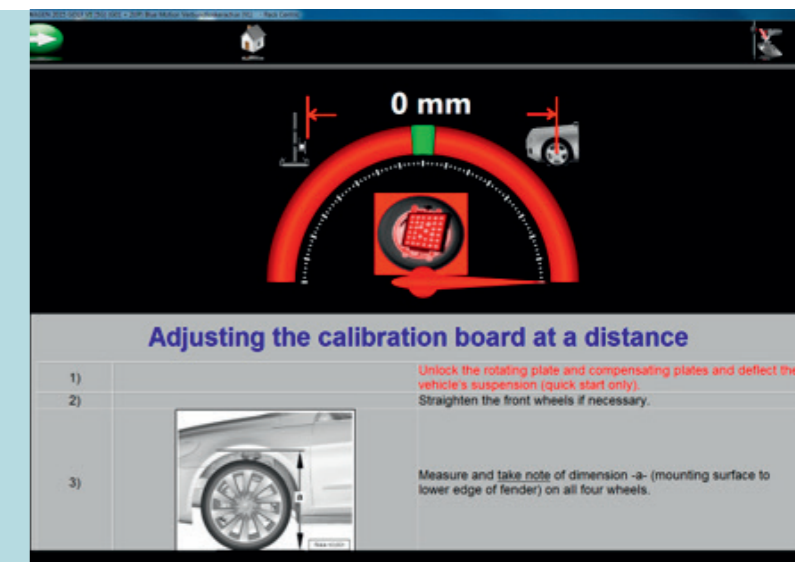 0 mm
Adjusting the calibration board at a distance
1)
Unlock the rotating plate and compensating plates and deflect the
vehicle's suspension (quick start only).
2)
Straighten the front wheels if necessary.
3)
Measure and take note of dimension -a- (mounting surface to
lower edge of fender) on all four wheels.
a